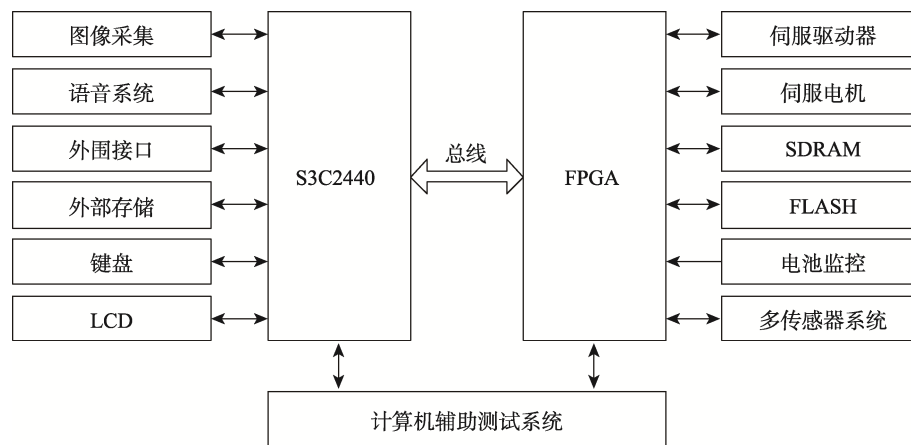 图像采集
语音系统
外围接口
外部存储
键盘
LCD
S3C2440
总线
FPGA
伺服驱动器
伺服电机
SDRAM
FLASH
电池监控
多传感器系统
计算机辅助测试系统